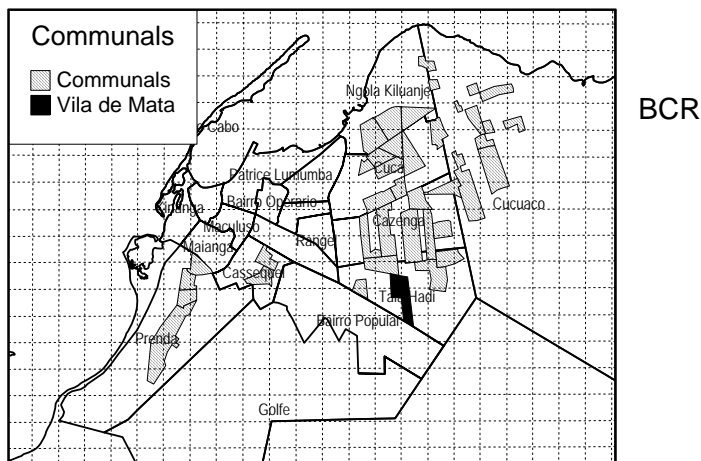 Communals
Communals
Vila de Mata
BCR
Ngola Kiluanje
Cabo
Cuca
Patrice Lumumba
Bairro Operario
Kinanga
Cucuaco
Cazenga
Maculuso
Rangel
Maianga
Cassequel
Tala Hadi
Bairro Popular
Prenda
Golfe